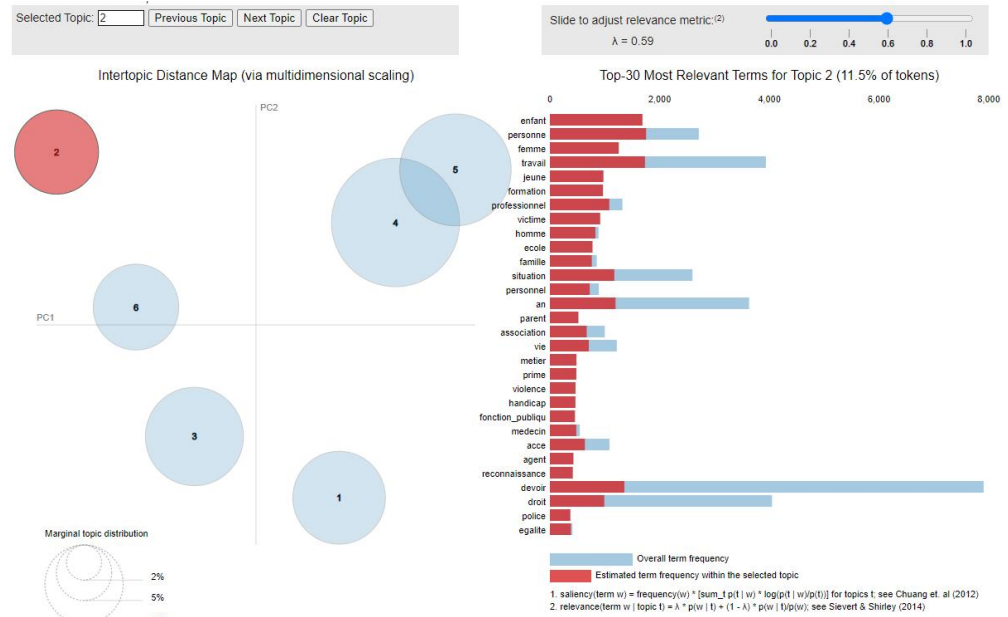 Selected Topic: 2 Previous Topic Next Topic Clear Topic
Slide to adjust relevance metric:(2)
λ = 0.59
0.0 0.2 0.4 0.6 0.8 1.0
Intertopic Distance Map (via multidimensional scaling)
PC2
PC1
2
5
4
6
3
1
Marginal topic distribution
2%
5%
Top-30 Most Relevant Terms for Topic 2 (11.5% of tokens)
0 2,000 4,000 6,000 8,000
enfant
personne
femme
travail
jeune
formation
professionnel
victime
homme
ecole
famille
situation
personnel
an
parent
association
vie
metier
prime
violence
handicap
fonction_publiqu
medecin
acce
agent
reconnaissance
devoir
droit
police
egalite
Overall term frequency
Estimated term frequency within the selected topic
1. saliency(term w) = frequency(w) * [sum_t p(t | w) * log(p(t | w)/p(t))] for topics t; see Chuang et. al (2012)
2. relevance(term w | topic t) = λ * p(w | t) + (1 - λ) * p(w | t)/p(w); see Sievert & Shirley (2014)